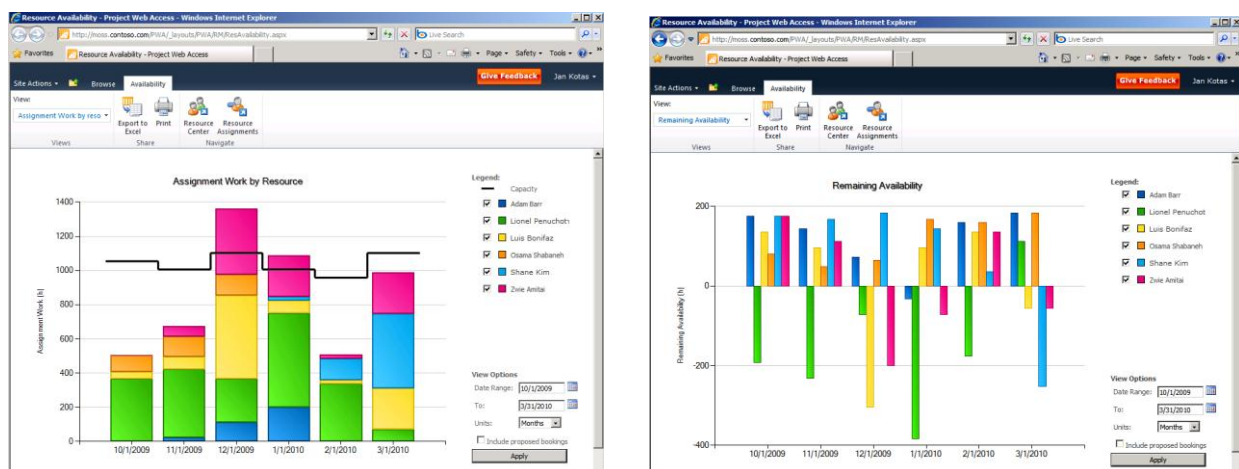 Resource Availability - Project Web Access - Windows Internet Explorer
http://moss.contoso.com/PWA/_layouts/PWA/RM/ResAvailability.aspx
Live Search
Favorites
Resource Availability - Project Web Access
Page
Safety
Tools
Site Actions
Browse
Availability
Give Feedback
Jan Kotas
View:
Assignment Work by reso
Export to Excel
Print
Resource Center
Resource Assignments
Views
Share
Navigate
Assignment Work by Resource
Assignment Work (h)
1400
1200
1000
800
600
400
200
0
10/1/2009
11/1/2009
12/1/2009
1/1/2010
2/1/2010
3/1/2010
Legend:
Capacity
Adam Barr
Lionel Penuchot
Luis Bonifaz
Osama Shabaneh
Shane Kim
Zvie Amitai
View Options
Date Range: 10/1/2009
To: 3/31/2010
Units: Months
Include proposed bookings
Apply
Resource Availability - Project Web Access - Windows Internet Explorer
http://moss.contoso.com/PWA/_layouts/PWA/RM/ResAvailability.aspx
Live Search
Favorites
Resource Availability - Project Web Access
Page
Safety
Tools
Site Actions
Browse
Availability
Give Feedback
Jan Kotas
View:
Remaining Availability
Export to Excel
Print
Resource Center
Resource Assignments
Views
Share
Navigate
Remaining Availability
Remaining Availability (h)
200
0
-200
-400
10/1/2009
11/1/2009
12/1/2009
1/1/2010
2/1/2010
3/1/2010
Legend:
Adam Barr
Lionel Penuchot
Luis Bonifaz
Osama Shabaneh
Shane Kim
Zvie Amitai
View Options
Date Range: 10/1/2009
To: 3/31/2010
Units: Months
Include proposed bookings
Apply